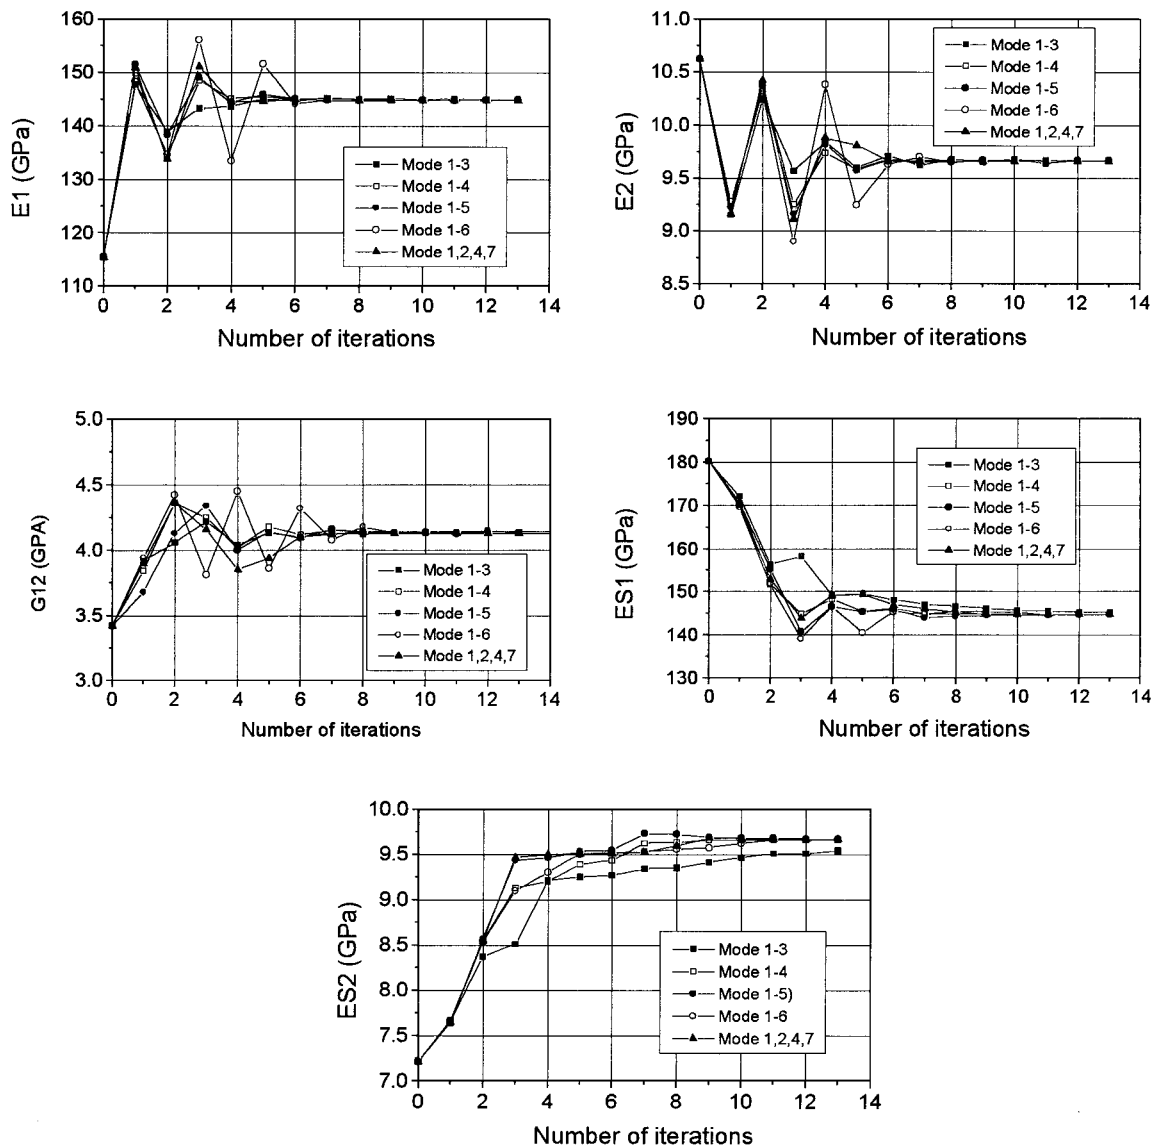 E1 (GPa)
160
150
140
130
120
110
0 2 4 6 8 10 12 14
Number of iterations
Mode 1-3
Mode 1-4
Mode 1-5
Mode 1-6
Mode 1,2,4,7
E2 (GPa)
10.5
10.0
9.5
9.0
8.5
0 2 4 6 8 10 12 14
Number of iterations
Mode 1-3
Mode 1-4
Mode 1-5
Mode 1-6
Mode 1,2,4,7
G12 (GPA)
5.0
4.5
4.0
3.5
3.0
0 2 4 6 8 10 12 14
Number of iterations
Mode 1-3
Mode 1-4
Mode 1-5
Mode 1-6
Mode 1,2,4,7
ES1 (GPa)
190
180
170
160
150
140
130
0 2 4 6 8 10 12 14
Number of iterations
Mode 1-3
Mode 1-4
Mode 1-5
Mode 1-6
Mode 1,2,4,7
ES2 (GPa)
10.0
9.5
9.0
8.5
8.0
7.5
7.0
0 2 4 6 8 10 12 14
Number of iterations
Mode 1-3
Mode 1-4
Mode 1-5)
Mode 1-6
Mode 1,2,4,7